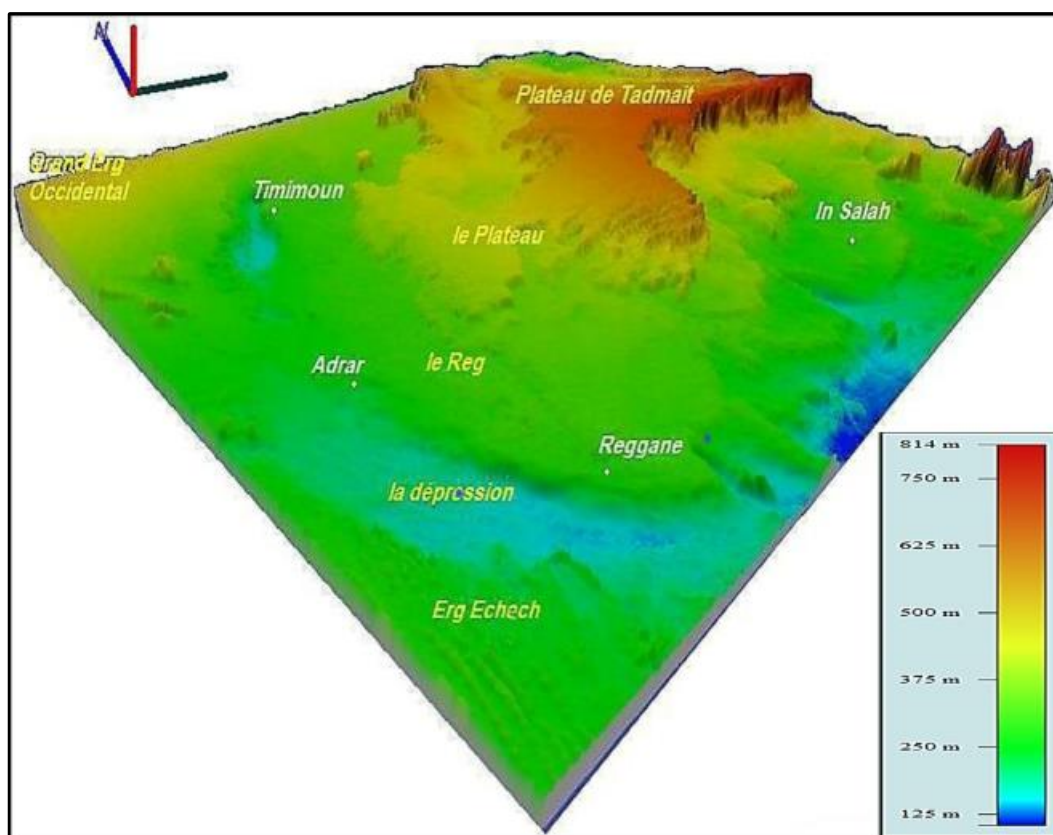 N
Plateau de Tadmait
Grand Erg
Occidental
Timimoun
In Salah
le Plateau
Adrar
le Reg
Reggane
la dépression
Erg Echech
814 m
750 m
625 m
500 m
375 m
250 m
125 m